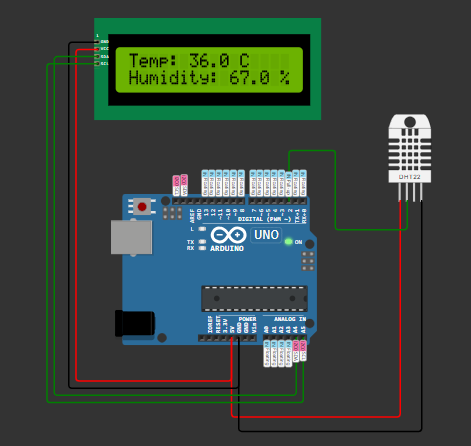 1
GND
VCC
SDA
SCL
Temp: 36.0 C
Humidity: 67.0 %
DHT22
AREF
GND
13
12
~11
~10
~9
8
7
~6
~5
4
~3
2
TX→1
RX←0
DIGITAL (PWM ~)
L
TX
RX
UNO
ON
ARDUINO
IOREF
RESET
3.3V
5V
GND
GND
Vin
POWER
ANALOG IN
A0
A1
A2
A3
A4
A5